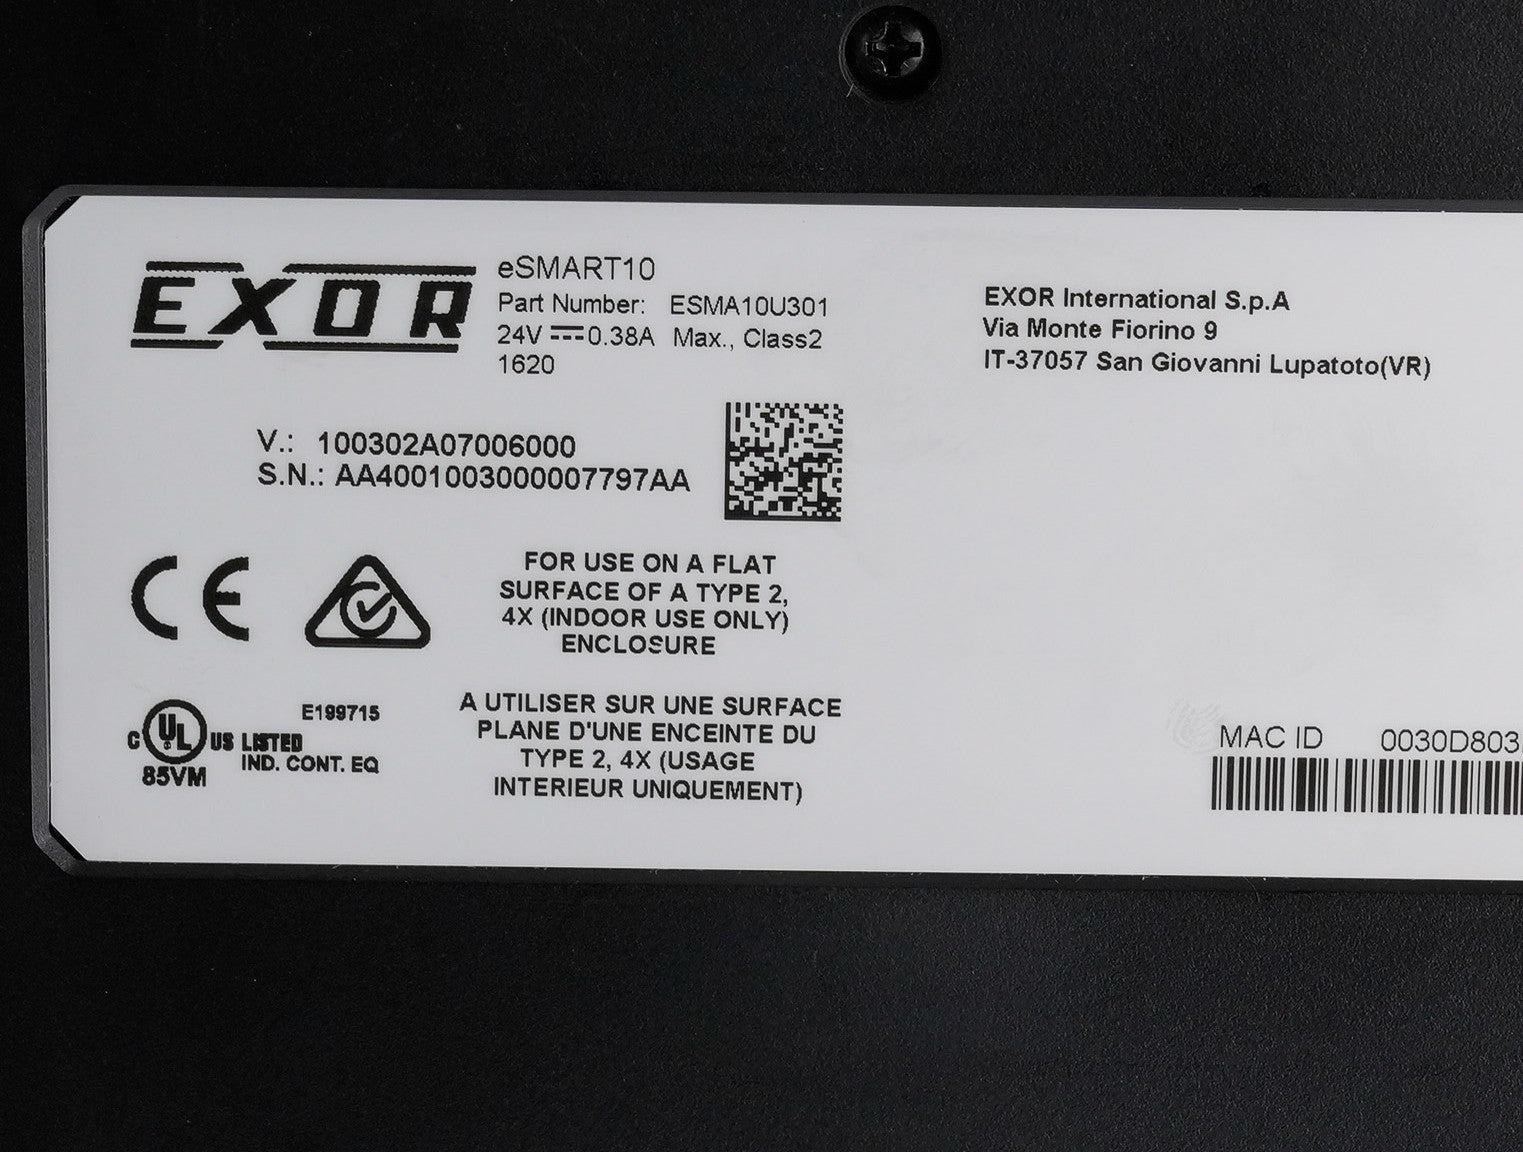 EXOR
eSMART10
Part Number: ESMA10U301
24V 0.38A Max., Class2
1620
EXOR International S.p.A
Via Monte Fiorino 9
IT-37057 San Giovanni Lupatoto(VR)
V.: 100302A07006000
S.N.: AA4001003000007797AA
CE
FOR USE ON A FLAT
SURFACE OF A TYPE 2,
4X (INDOOR USE ONLY)
ENCLOSURE
E199715
C UL US LISTED
IND. CONT. EQ
85VM
A UTILISER SUR UNE SURFACE
PLANE D'UNE ENCEINTE DU
TYPE 2, 4X (USAGE
INTERIEUR UNIQUEMENT)
MAC ID 0030D803